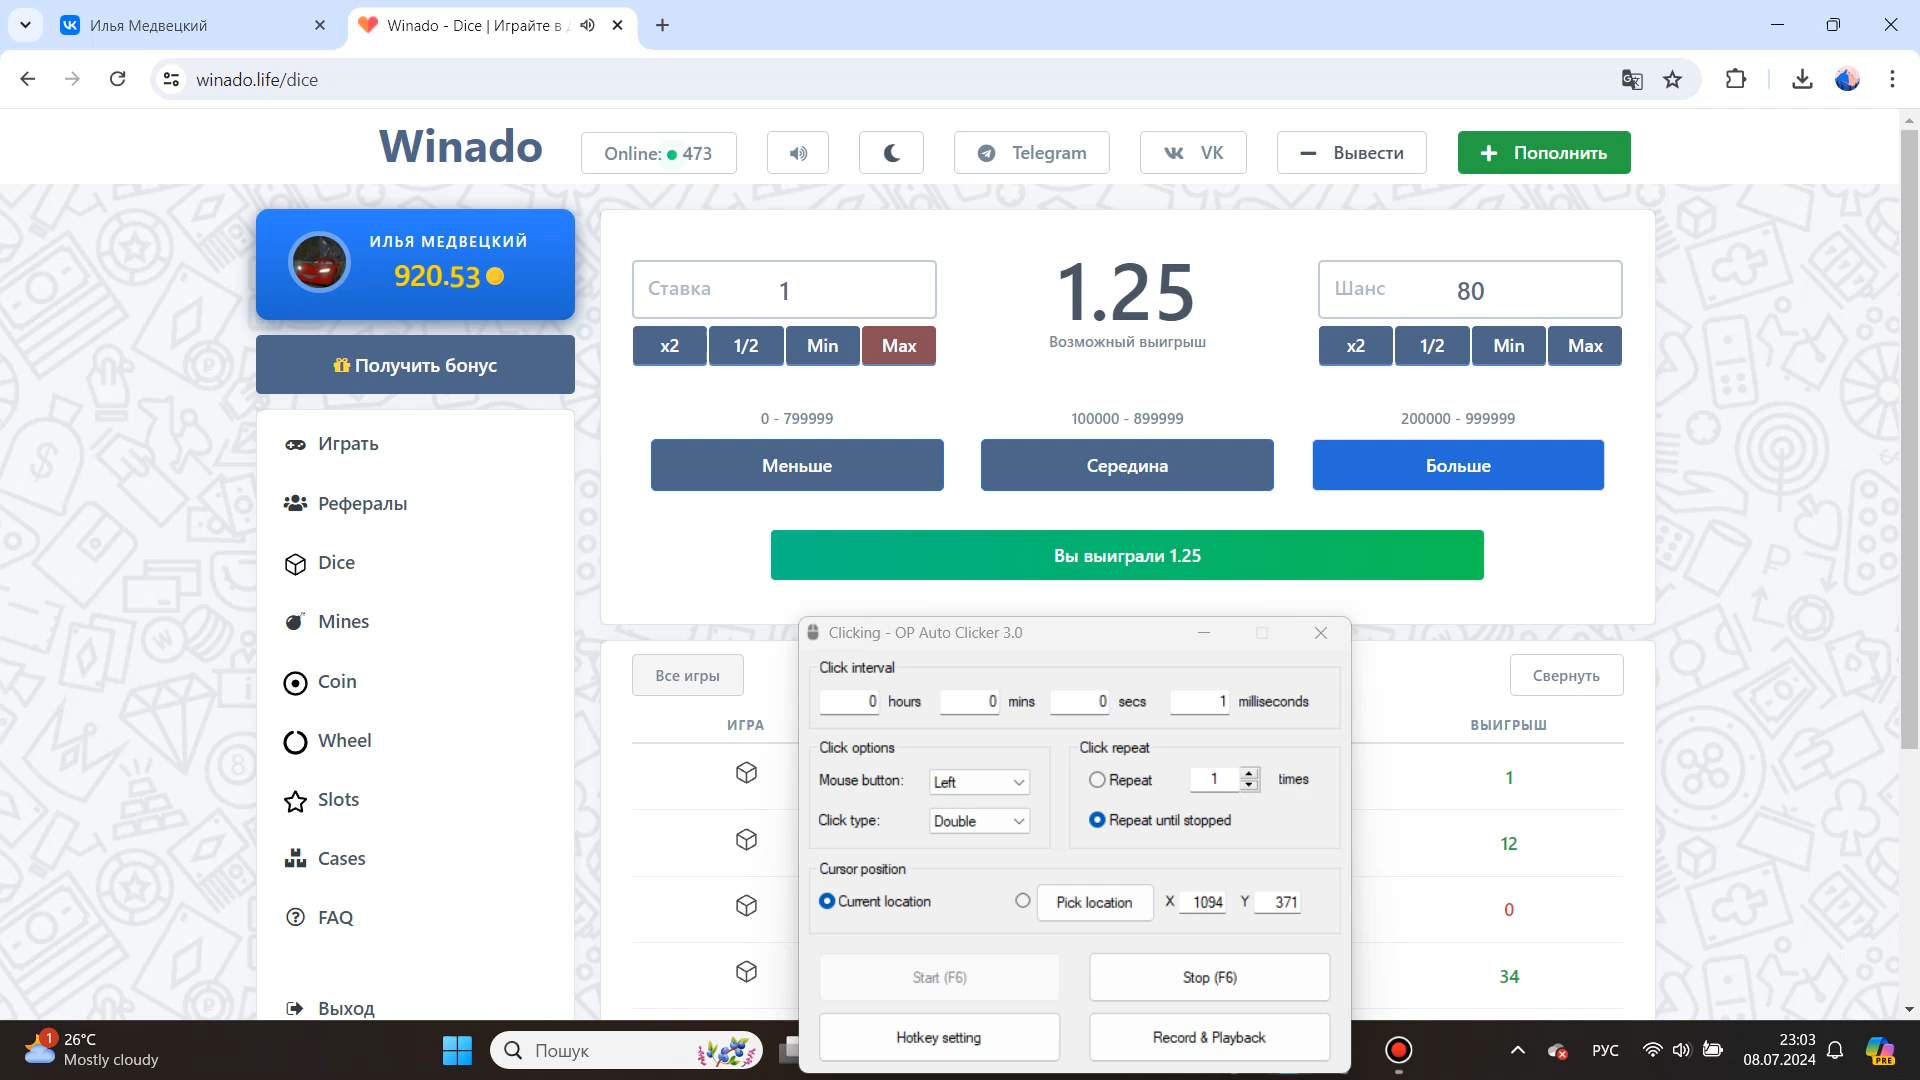 Илья Медвецкий
Winado - Dice | Играйте в
winado.life/dice
Winado
Online: 473
Telegram
VK
Вывести
Пополнить
ИЛЬЯ МЕДВЕЦКИЙ
920.53
Получить бонус
Играть
Рефералы
Dice
Mines
Coin
Wheel
Slots
Cases
FAQ
Выход
Ставка 1
x2 1/2 Min Max
1.25
Возможный выигрыш
Шанс 80
x2 1/2 Min Max
0 - 799999
Меньше
100000 - 899999
Середина
200000 - 999999
Больше
Вы выиграли 1.25
Все игры
Свернуть
ИГРА
ВЫИГРЫШ
1
12
0
34
Clicking - OP Auto Clicker 3.0
Click interval
0 hours 0 mins 0 secs 1 milliseconds
Click options
Mouse button: Left
Click type: Double
Click repeat
Repeat 1 times
Repeat until stopped
Cursor position
Current location
Pick location X 1094 Y 371
Start (F6)
Stop (F6)
Hotkey setting
Record & Playback
1
26°C
Mostly cloudy
Пошук
РУС
23:03
08.07.2024
PRE